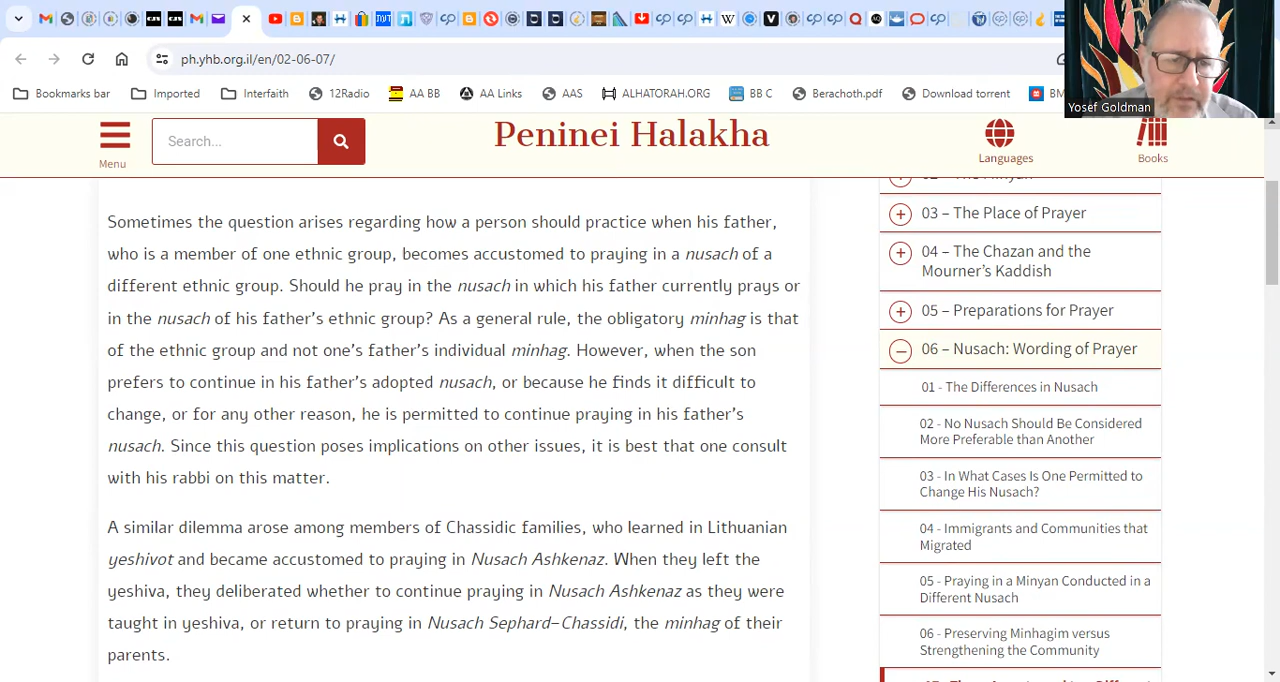 ph.yhb.org.il/en/02-06-07/
Bookmarks bar Imported Interfaith 12Radio AA BB AA Links AAS ALHATORAH.ORG BB C Berachoth.pdf Download torrent
Yosef Goldman
Menu
Search...
Peninei Halakha
Languages
Books
Sometimes the question arises regarding how a person should practice when his father,
who is a member of one ethnic group, becomes accustomed to praying in a nusach of a
different ethnic group. Should he pray in the nusach in which his father currently prays or
in the nusach of his father's ethnic group? As a general rule, the obligatory minhag is that
of the ethnic group and not one's father's individual minhag. However, when the son
prefers to continue in his father's adopted nusach, or because he finds it difficult to
change, or for any other reason, he is permitted to continue praying in his father's
nusach. Since this question poses implications on other issues, it is best that one consult
with his rabbi on this matter.
A similar dilemma arose among members of Chassidic families, who learned in Lithuanian
yeshivot and became accustomed to praying in Nusach Ashkenaz. When they left the
yeshiva, they deliberated whether to continue praying in Nusach Ashkenaz as they were
taught in yeshiva, or return to praying in Nusach Sephard–Chassidi, the minhag of their
parents.
03 – The Place of Prayer
04 – The Chazan and the
Mourner's Kaddish
05 – Preparations for Prayer
06 – Nusach: Wording of Prayer
01 - The Differences in Nusach
02 - No Nusach Should Be Considered
More Preferable than Another
03 - In What Cases Is One Permitted to
Change His Nusach?
04 - Immigrants and Communities that
Migrated
05 - Praying in a Minyan Conducted in a
Different Nusach
06 - Preserving Minhagim versus
Strengthening the Community